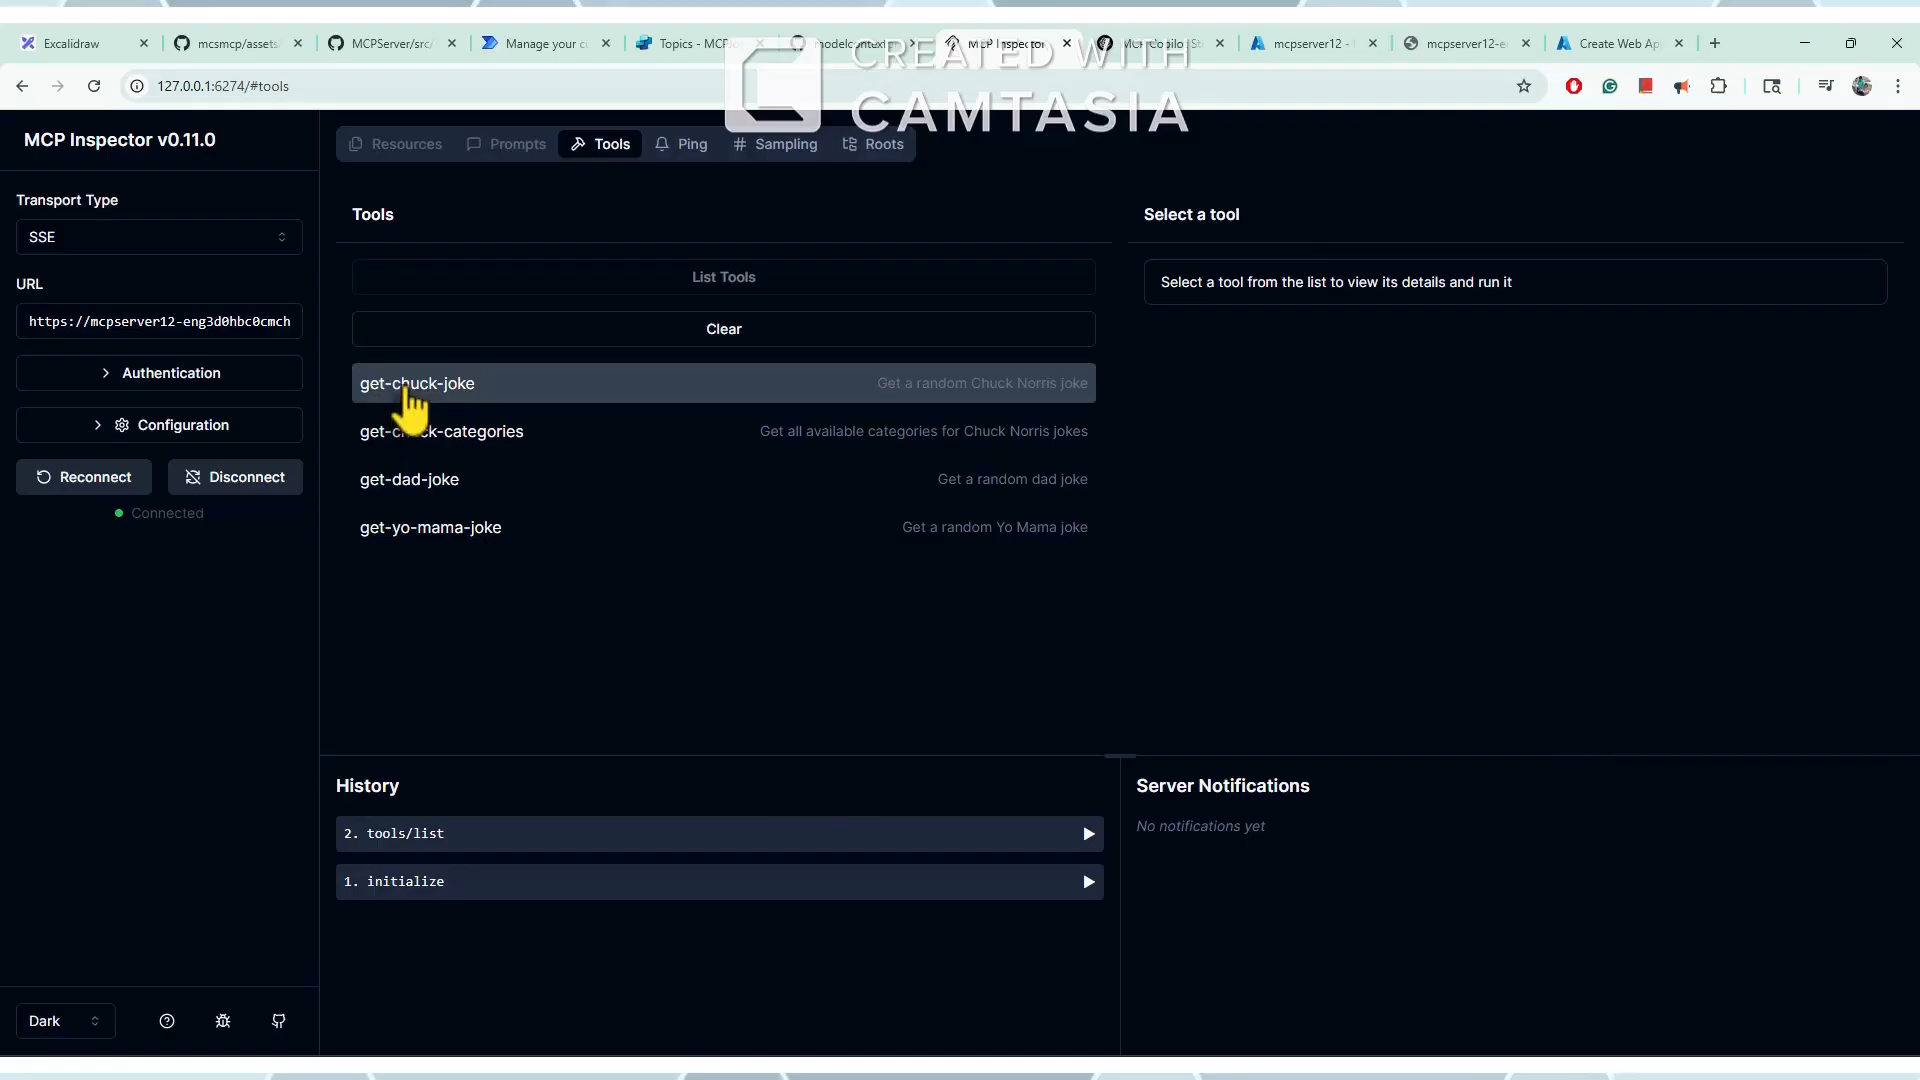 Excalidraw
mcsmcp/assets
MCPServer/src/
Manage your c
Topics - MCP
MCP Inspector
mcpserver12 -
mcpserver12-e
Create Web Ap
127.0.0.1:6274/#tools
CREATED WITH
CAMTASIA
MCP Inspector v0.11.0
Resources
Prompts
Tools
Ping
Sampling
Roots
Transport Type
SSE
URL
https://mcpserver12-eng3d0hbc0cmch
Authentication
Configuration
Reconnect
Disconnect
Connected
Tools
List Tools
Clear
get-chuck-joke
Get a random Chuck Norris joke
get-chuck-categories
Get all available categories for Chuck Norris jokes
get-dad-joke
Get a random dad joke
get-yo-mama-joke
Get a random Yo Mama joke
Select a tool
Select a tool from the list to view its details and run it
History
2. tools/list
1. initialize
Server Notifications
No notifications yet
Dark